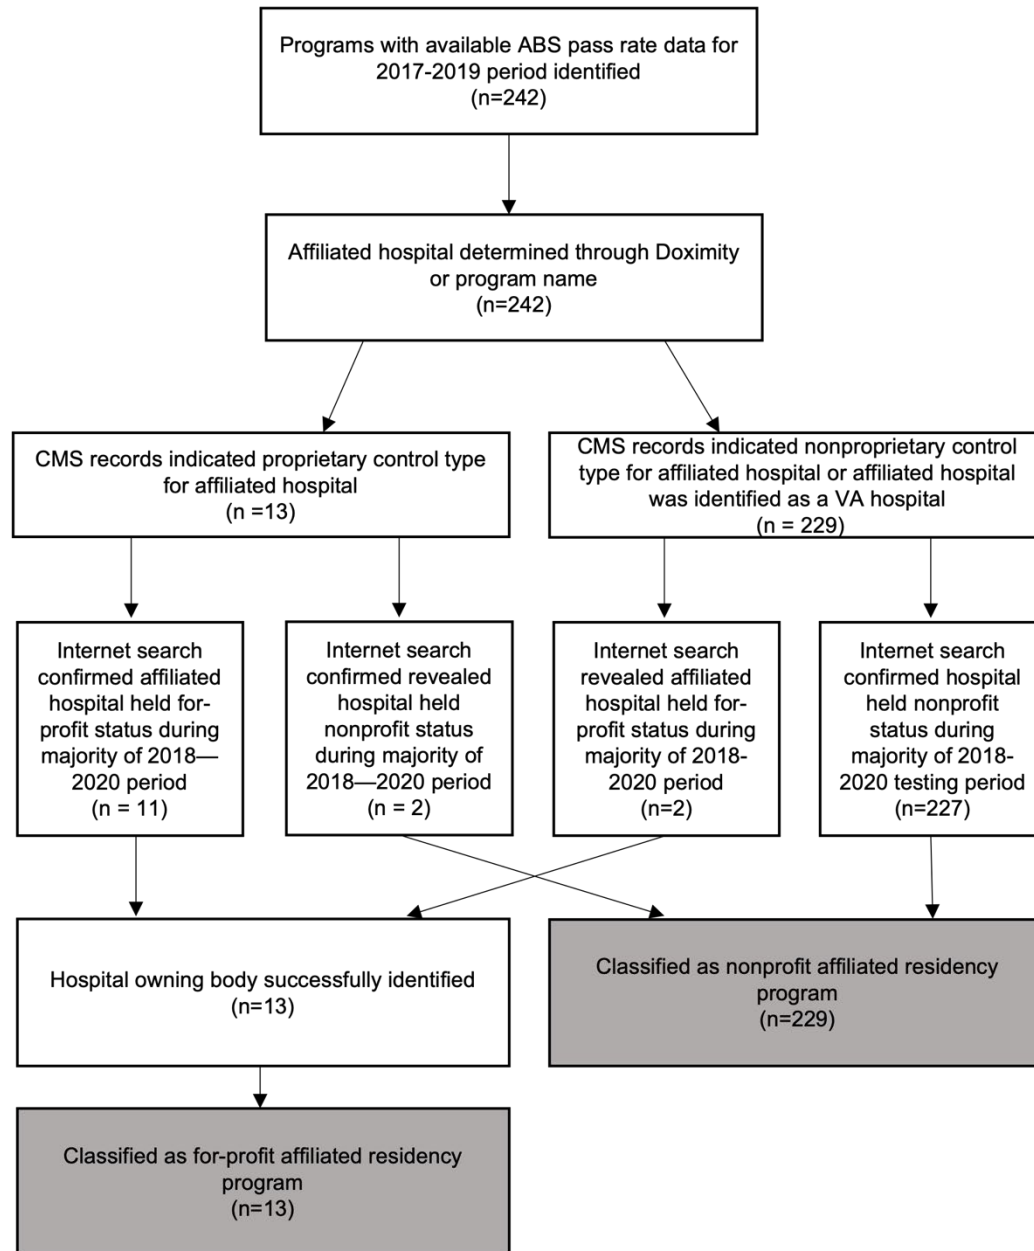 Programs with available ABS pass rate data for
2017-2019 period identified
(n=242)
Affiliated hospital determined through Doximity
or program name
(n=242)
CMS records indicated proprietary control type
for affiliated hospital
(n =13)
CMS records indicated nonproprietary control
type for affiliated hospital or affiliated hospital
was identified as a VA hospital
(n = 229)
Internet search
confirmed affiliated
hospital held for-
profit status during
majority of 2018—
2020 period
(n = 11)
Internet search
confirmed revealed
hospital held
nonprofit status
during majority of
2018—2020 period
(n = 2)
Internet search
revealed affiliated
hospital held for-
profit status during
majority of 2018-
2020 period
(n=2)
Internet search
confirmed hospital
held nonprofit
status during
majority of 2018-
2020 testing period
(n=227)
Hospital owning body successfully identified
(n=13)
Classified as nonprofit affiliated residency
program
(n=229)
Classified as for-profit affiliated residency
program
(n=13)